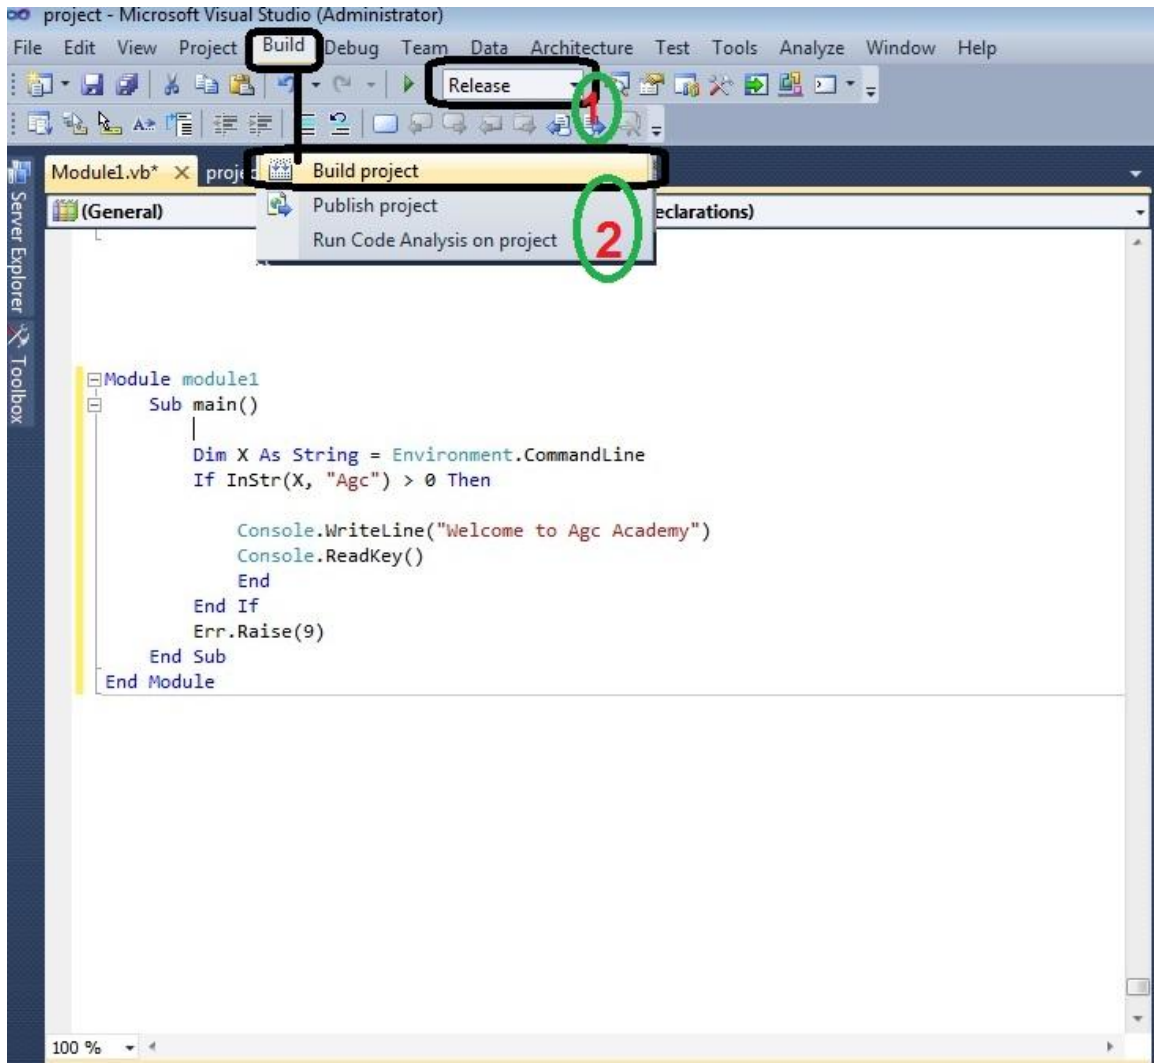 project - Microsoft Visual Studio (Administrator)
File Edit View Project Build Debug Team Data Architecture Test Tools Analyze Window Help
Release
1
Module1.vb* projec
Build project
Server Explorer
(General)
Publish project
eclarations)
Run Code Analysis on project
2
Toolbox
Module module1
Sub main()
Dim X As String = Environment.CommandLine
If InStr(X, "Agc") > 0 Then
Console.WriteLine("Welcome to Agc Academy")
Console.ReadKey()
End
End If
Err.Raise(9)
End Sub
End Module
100 %